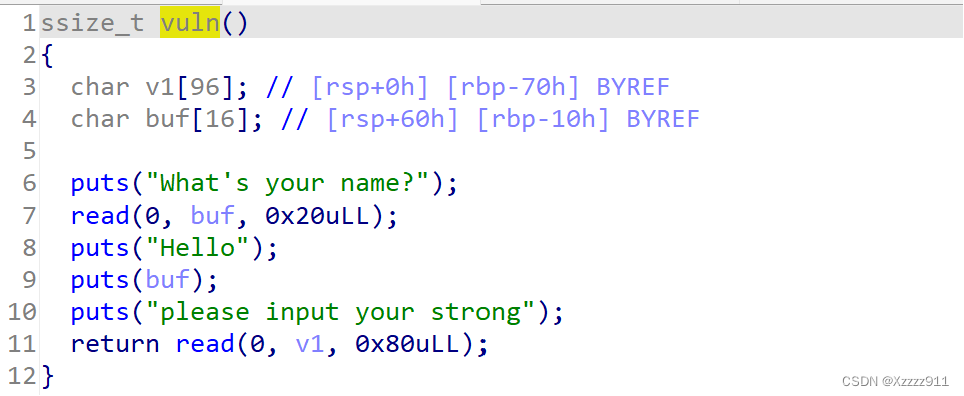 1 ssize_t vuln()
2 {
3 char v1[96]; // [rsp+0h] [rbp-70h] BYREF
4 char buf[16]; // [rsp+60h] [rbp-10h] BYREF
5
6 puts("What's your name?");
7 read(0, buf, 0x20uLL);
8 puts("Hello");
9 puts(buf);
10 puts("please input your strong");
11 return read(0, v1, 0x80uLL);
12 }
CSDN @Xzzzz911